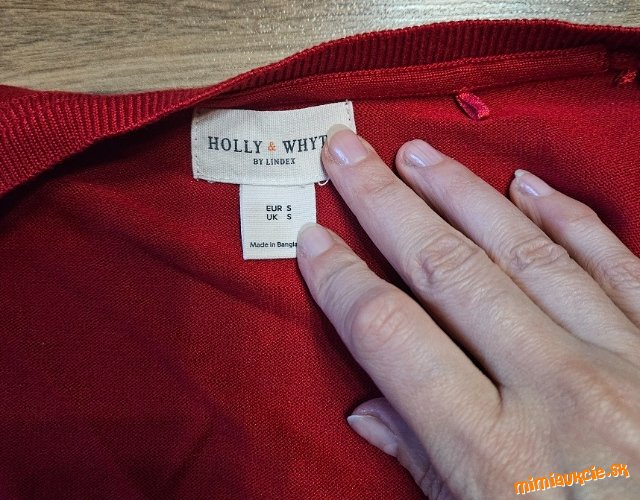 HOLLY & WHYT
BY LINDEX
EUR S
UK S
Made in Bangla
mimiaukcie.sk